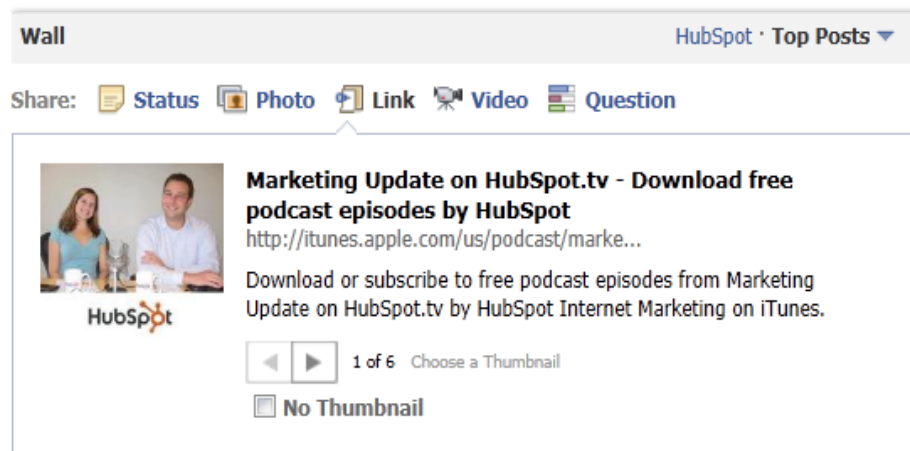 Wall
HubSpot · Top Posts
Share: Status Photo Link Video Question
Marketing Update on HubSpot.tv - Download free
podcast episodes by HubSpot
http://itunes.apple.com/us/podcast/marke...
Download or subscribe to free podcast episodes from Marketing
Update on HubSpot.tv by HubSpot Internet Marketing on iTunes.
HubSpot
1 of 6 Choose a Thumbnail
No Thumbnail